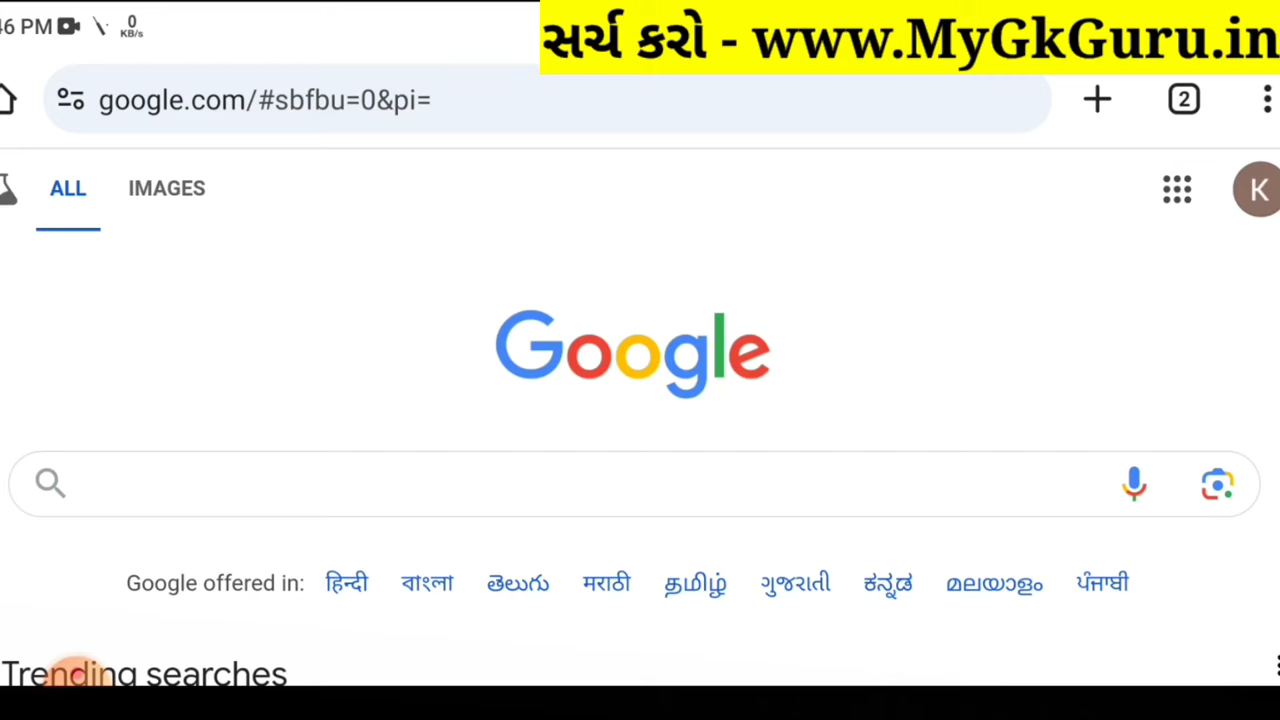 46 PM 0 KB/s
સર્ચ કરો - www.MyGkGuru.in
google.com/#sbfbu=0&pi=
2
ALL IMAGES
K
Google
Google offered in: हिन्दी বাংলা తెలుగు मराठी தமிழ் ગુજરાતી ಕನ್ನಡ മലയാളം ਪੰਜਾਬੀ
Trending searches